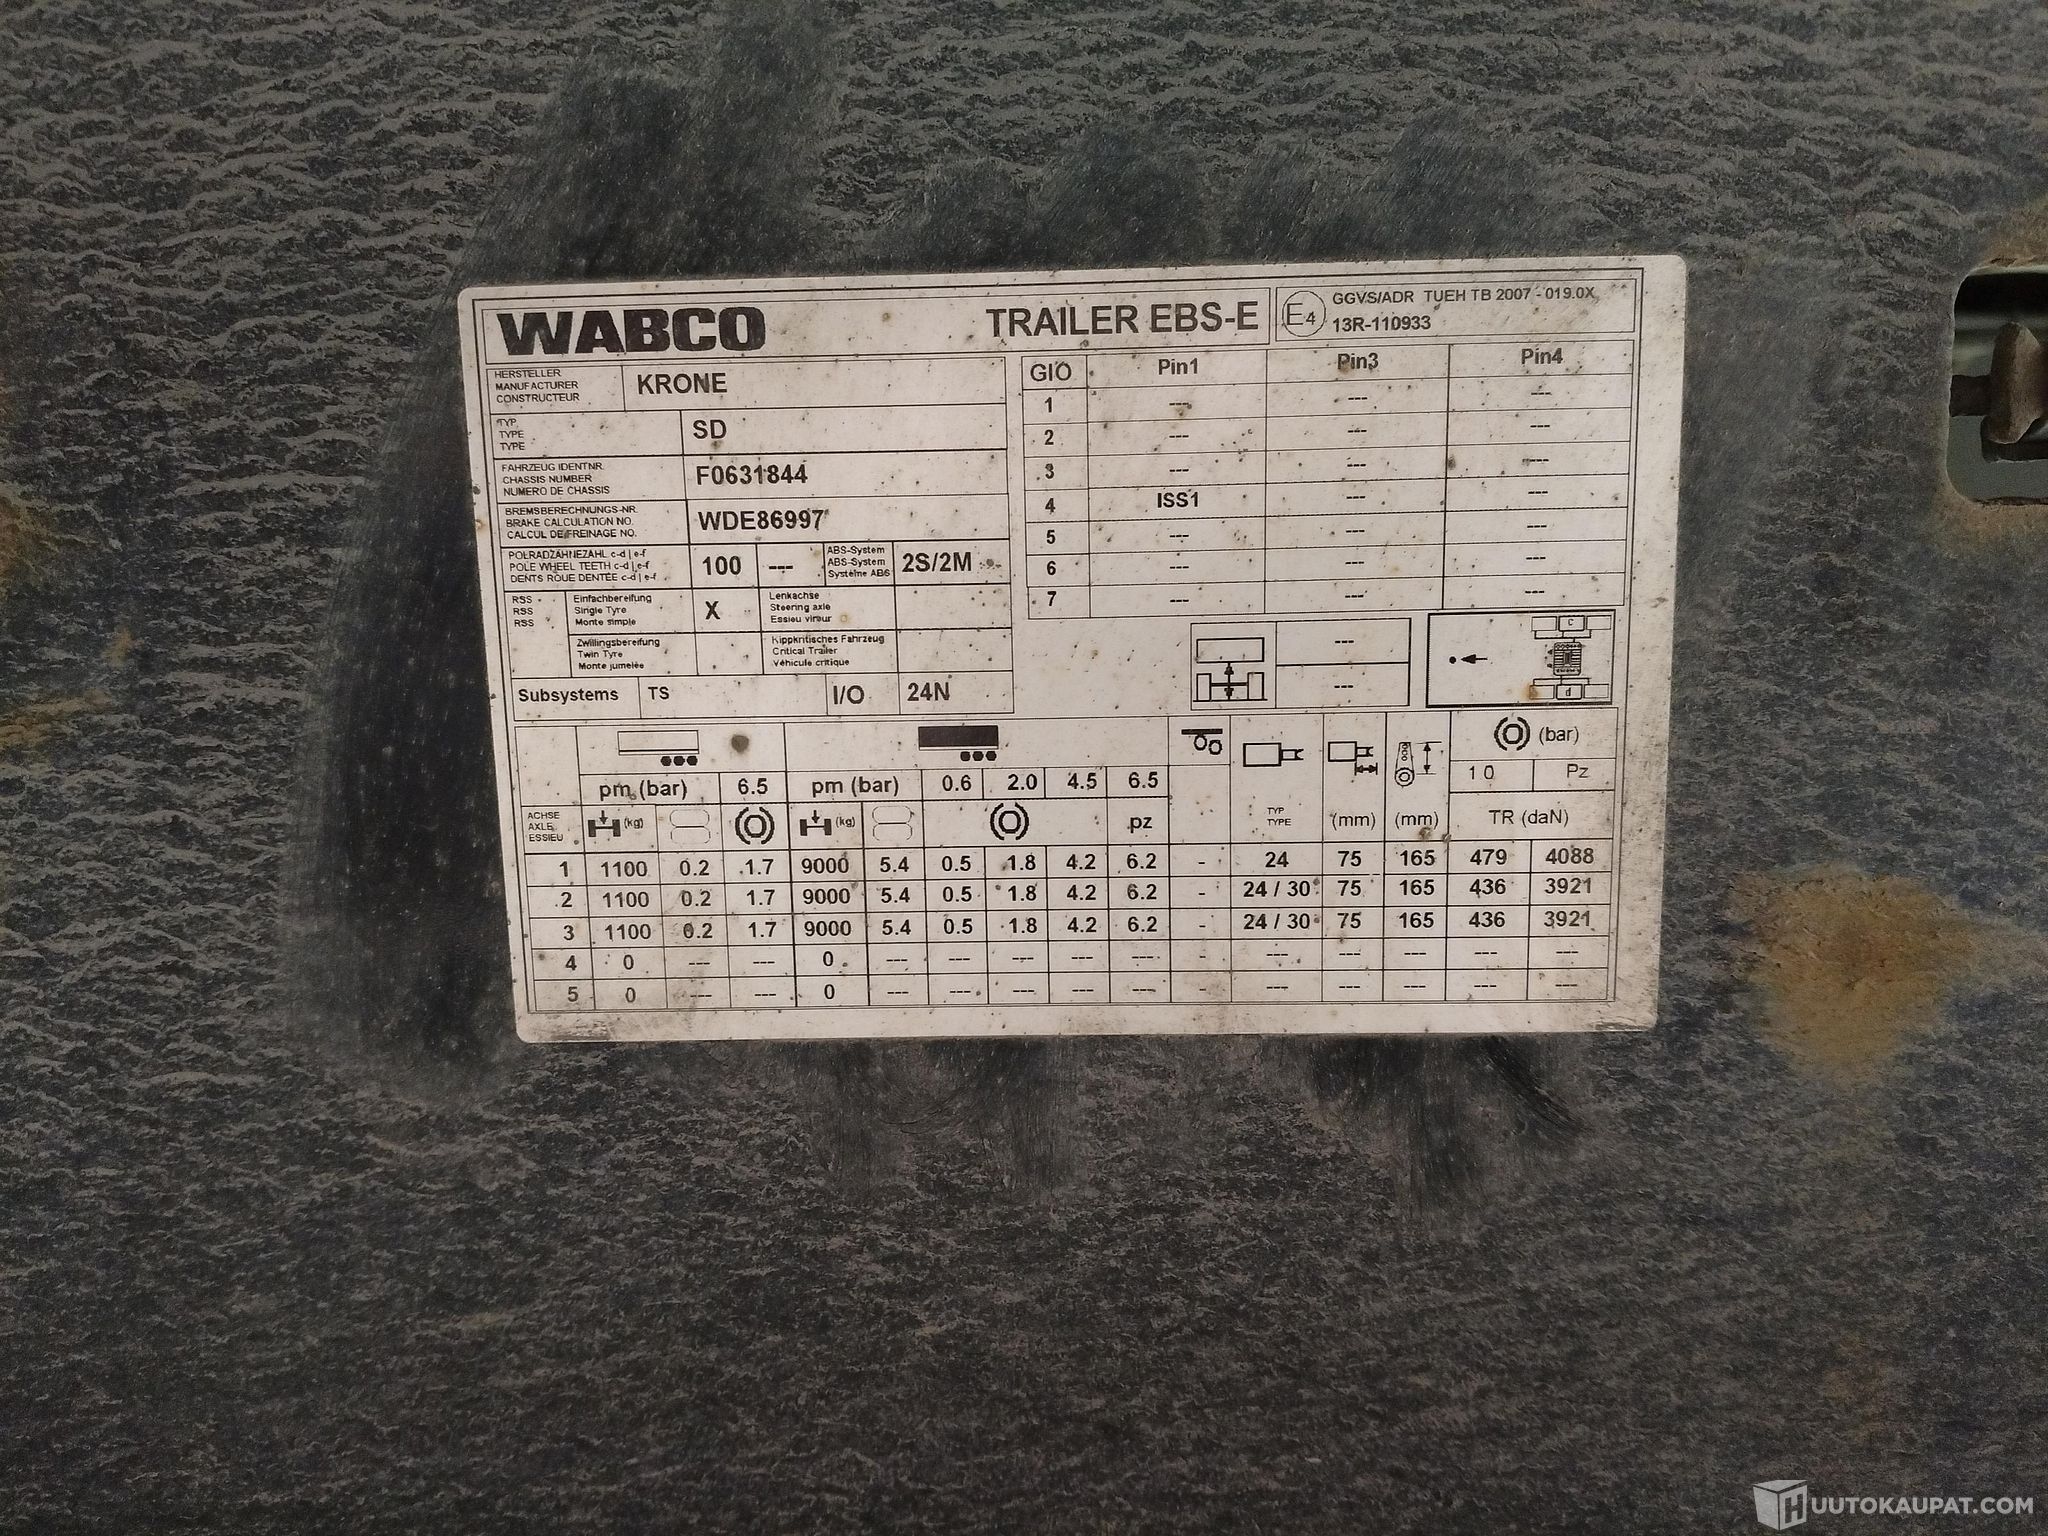 WABCO TRAILER EBS-E E4 GGVS/ADR TUEH TB 2007 - 019.0X
13R-110933
HERSTELLER
MANUFACTURER
CONSTRUCTEUR
KRONE
TYP
TYPE
TYPE
SD
FAHRZEUG IDENTNR.
CHASSIS NUMBER
NUMERO DE CHASSIS
F0631844
BREMSBERECHNUNGS-NR.
BRAKE CALCULATION NO.
CALCUL DE FREINAGE NO.
WDE86997
POLRADZÄHNEZAHL c-d | e-f
POLE WHEEL TEETH c-d | e-f
DENTS ROUE DENTÉE c-d | e-f
100 ---
ABS-System
ABS-System
Système ABS
2S/2M
RSS
RSS
RSS
Einfachbereifung
Single Tyre
Monte simple
X
Lenkachse
Steering axle
Essieu vireur
Zwillingsbereifung
Twin Tyre
Monte jumelée
Kippkritisches Fahrzeug
Critical Trailer
Véhicule critique
Subsystems TS I/O 24N
GIO Pin1 Pin3 Pin4
1 --- --- ---
2 --- --- ---
3 --- --- ---
4 ISS1 --- ---
5 --- --- ---
6 --- --- ---
7 --- --- ---
---
---
c
d
(bar)
pm (bar) 6.5 pm (bar) 0.6 2.0 4.5 6.5 1 0 Pz
ACHSE
AXLE
ESSIEU
(kg) (kg) pz
TYP
TYPE
(mm) (mm) TR (daN)
1 1100 0.2 1.7 9000 5.4 0.5 1.8 4.2 6.2 - 24 75 165 479 4088
2 1100 0.2 1.7 9000 5.4 0.5 1.8 4.2 6.2 - 24 / 30 75 165 436 3921
3 1100 0.2 1.7 9000 5.4 0.5 1.8 4.2 6.2 - 24 / 30 75 165 436 3921
4 0 --- --- 0 --- --- --- --- --- - --- --- --- --- ---
5 0 --- --- 0 --- --- --- --- --- - --- --- --- --- ---
HUUTOKAUPAT.COM